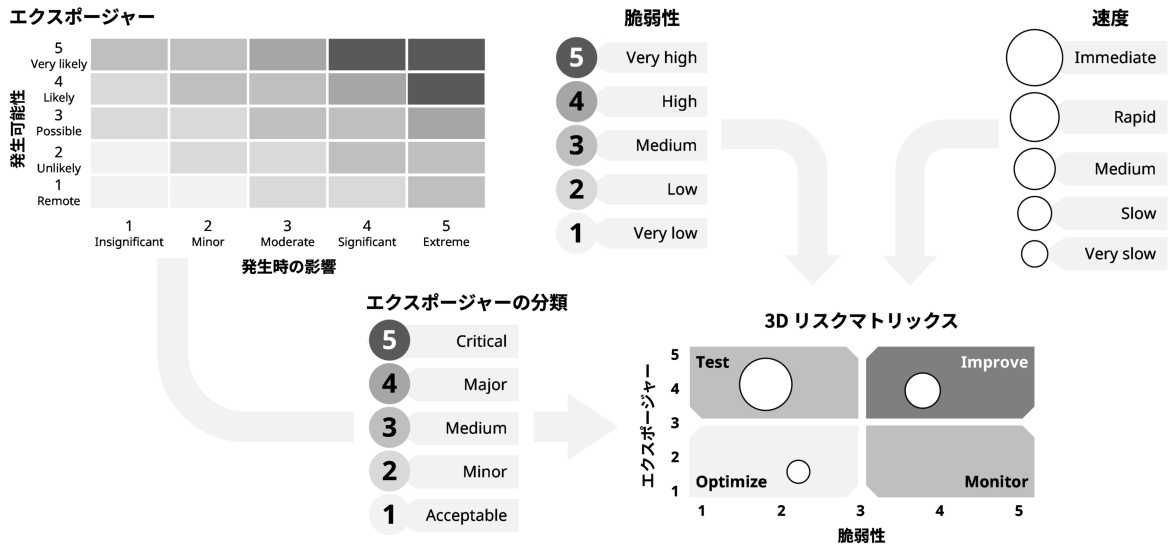 エクスポージャー
発生可能性
5
Very likely
4
Likely
3
Possible
2
Unlikely
1
Remote
1
Insignificant
2
Minor
3
Moderate
4
Significant
5
Extreme
発生時の影響
脆弱性
5 Very high
4 High
3 Medium
2 Low
1 Very low
速度
Immediate
Rapid
Medium
Slow
Very slow
エクスポージャーの分類
5 Critical
4 Major
3 Medium
2 Minor
1 Acceptable
3D リスクマトリックス
エクスポージャー
5
4
3
2
1
Test
Improve
Optimize
Monitor
1 2 3 4 5
脆弱性